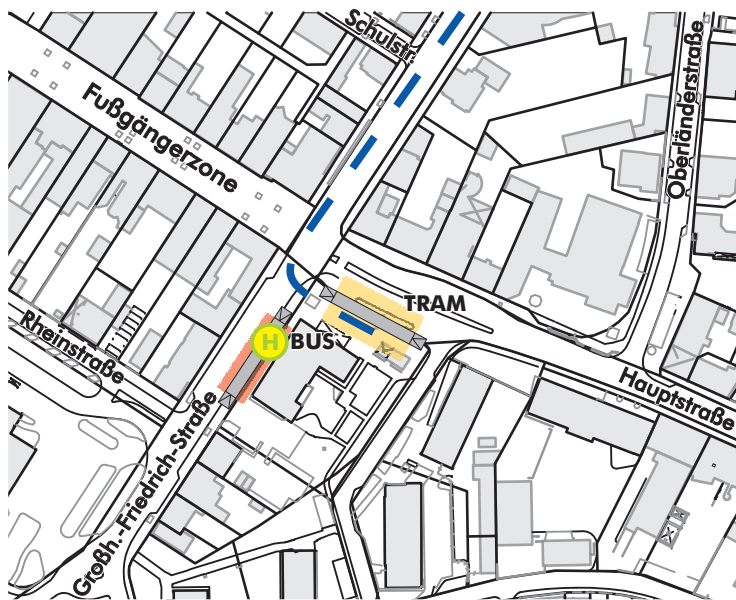 Schulstr.
Oberländerstraße
Fußgängerzone
TRAM
H
BUS
Rheinstraße
Hauptstraße
Großh.-Friedrich-Straße